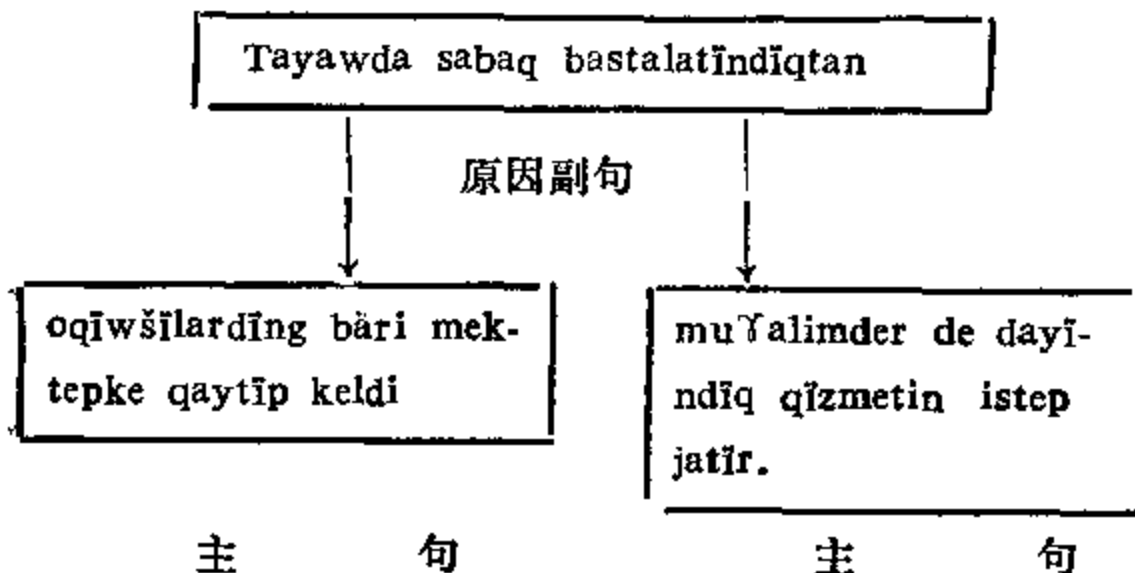 Tayawda sabaq bastalatïndïqtan
原因副句
oqïwšïlardïng bäri mek-
tepke qaytïp keldi
muɤalimder de dayï-
ndïq qïzmetin istep
jatïr.
主 句
主 句